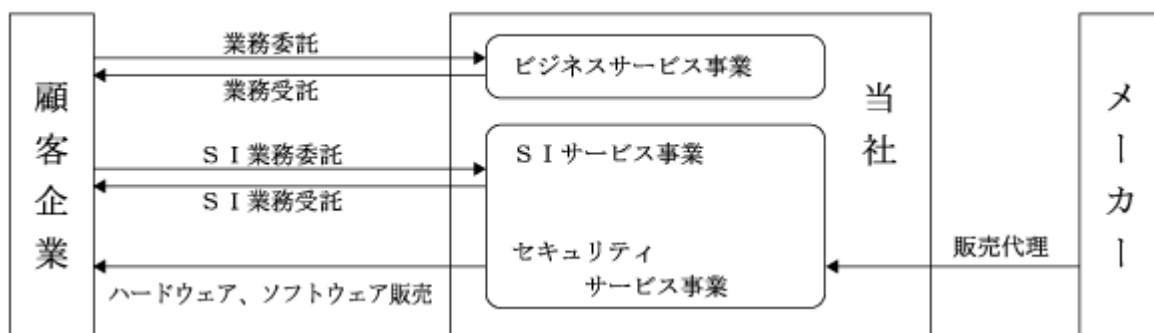 顧客企業
業務委託
業務受託
ＳＩ業務委託
ＳＩ業務受託
ハードウェア、ソフトウェア販売
ビジネスサービス事業
ＳＩサービス事業
セキュリティ
サービス事業
当社
販売代理
メーカー